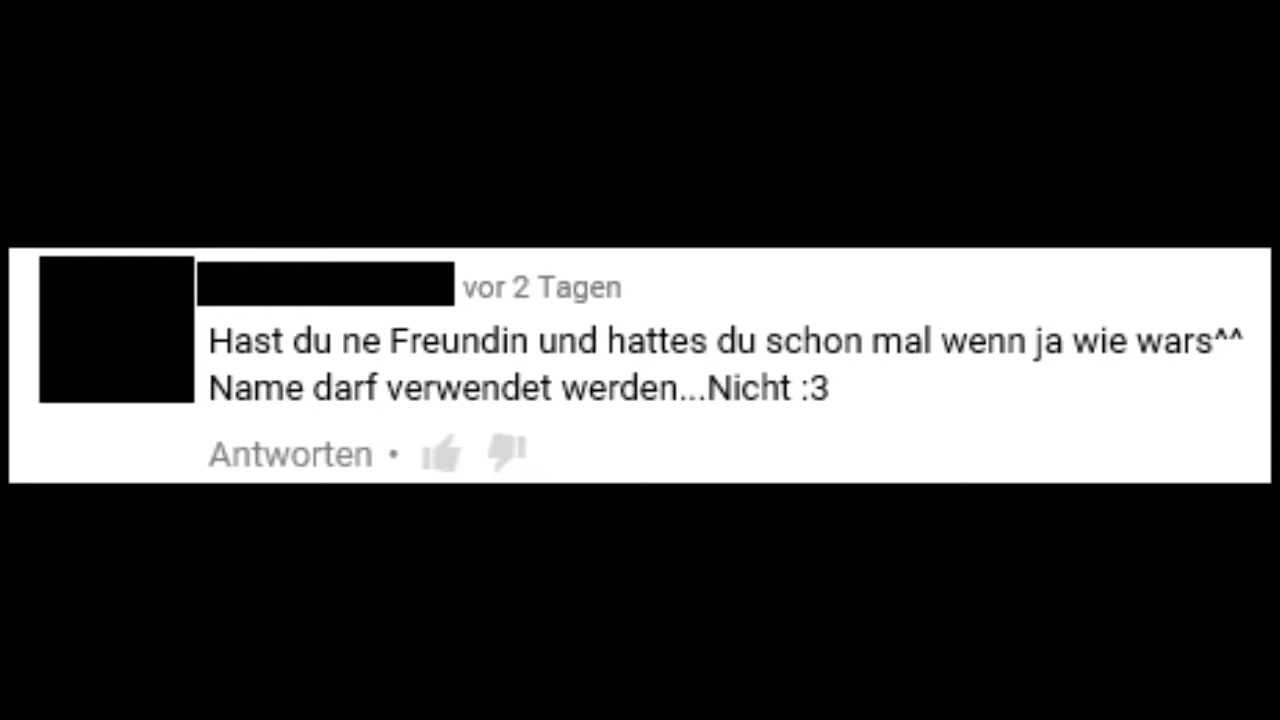 vor 2 Tagen
Hast du ne Freundin und hattes du schon mal wenn ja wie wars^^
Name darf verwendet werden...Nicht :3
Antworten •